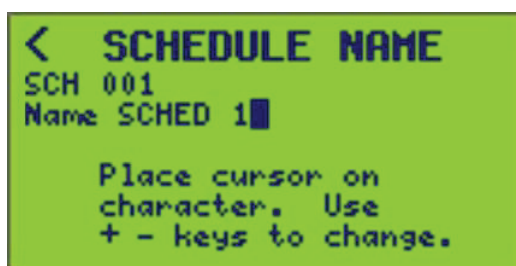 < SCHEDULE NAME
SCH 001
Name SCHED 1
Place cursor on
character. Use
+ - keys to change.